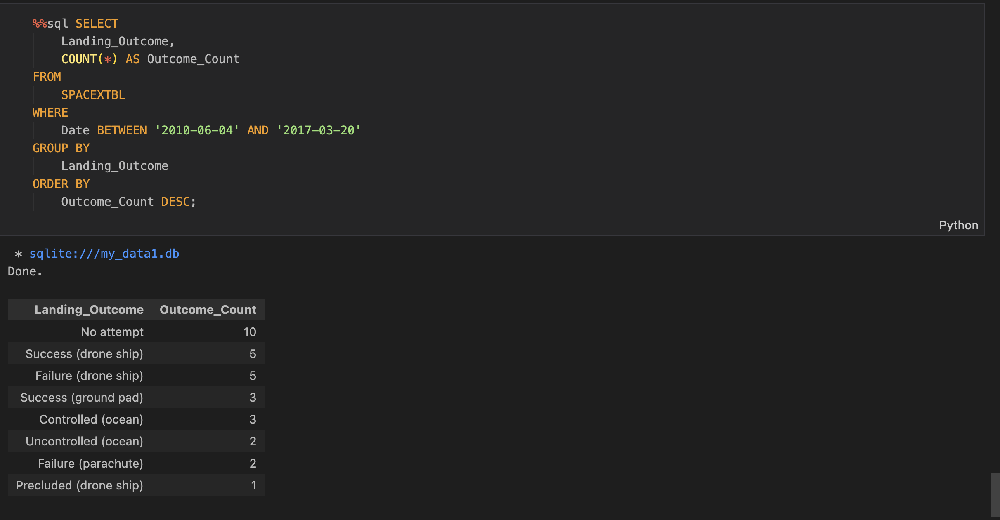 %%sql SELECT
Landing_Outcome,
COUNT(*) AS Outcome_Count
FROM
SPACEXTBL
WHERE
Date BETWEEN '2010-06-04' AND '2017-03-20'
GROUP BY
Landing_Outcome
ORDER BY
Outcome_Count DESC;
Python
* sqlite:///my_data1.db
Done.
Landing_Outcome Outcome_Count
No attempt 10
Success (drone ship) 5
Failure (drone ship) 5
Success (ground pad) 3
Controlled (ocean) 3
Uncontrolled (ocean) 2
Failure (parachute) 2
Precluded (drone ship) 1